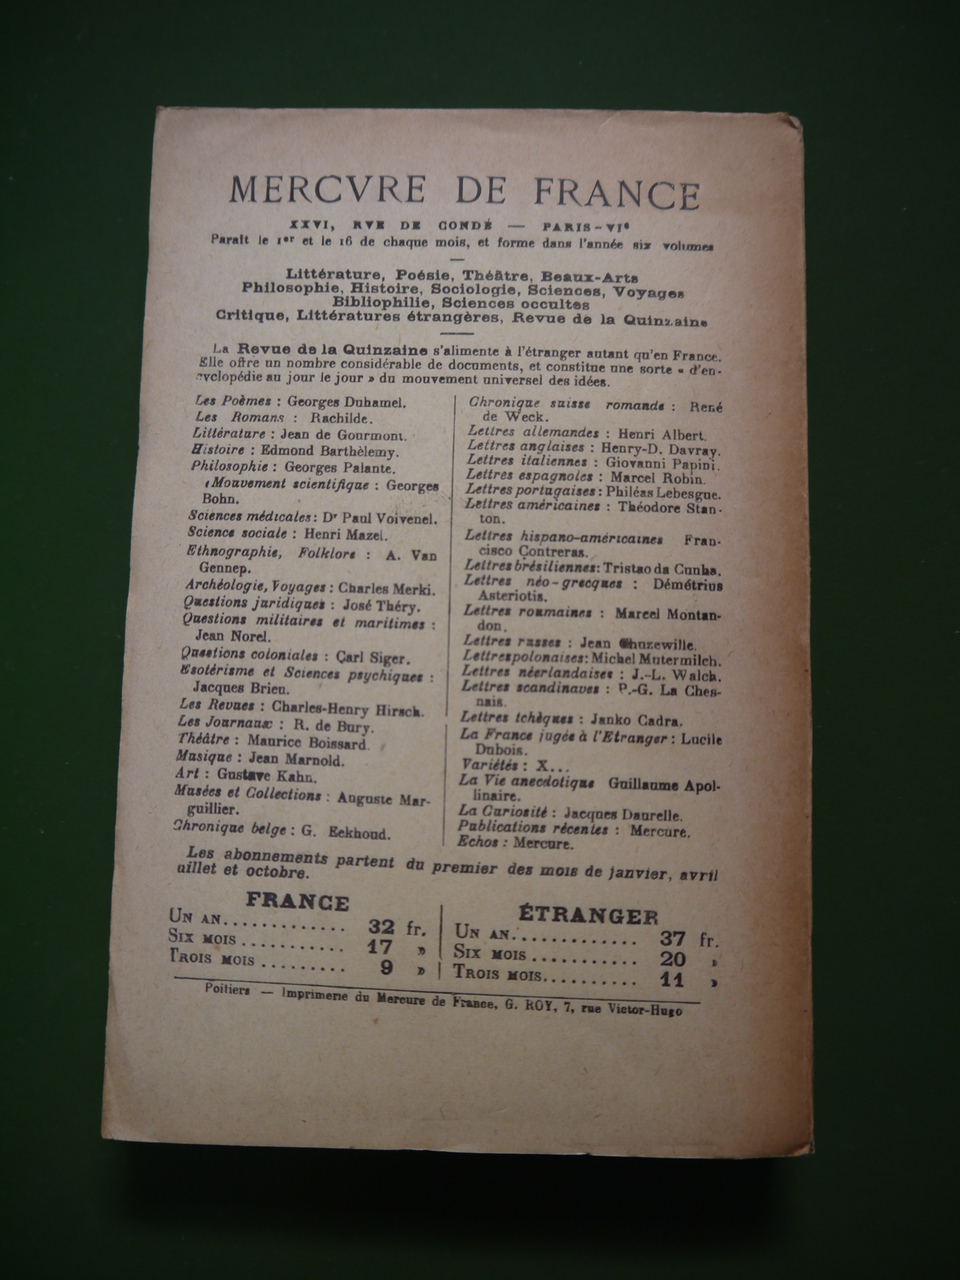 MERCVRE DE FRANCE
XXVI, RVE DE CONDÉ — PARIS-VIe
Paraît le 1er et le 16 de chaque mois, et forme dans l'année six volumes
Littérature, Poésie, Théâtre, Beaux-Arts
Philosophie, Histoire, Sociologie, Sciences, Voyages
Bibliophilie, Sciences occultes
Critique, Littératures étrangères, Revue de la Quinzaine
La Revue de la Quinzaine s'alimente à l'étranger autant qu'en France.
Elle offre un nombre considérable de documents, et constitue une sorte « d'en-
cyclopédie au jour le jour » du mouvement universel des idées.
Les Poèmes : Georges Duhamel.
Les Romans : Rachilde.
Littérature : Jean de Gourmont.
Histoire : Edmond Barthèlemy.
Philosophie : Georges Palante.
Mouvement scientifique : Georges
Bohn.
Sciences médicales : Dr Paul Voivenel.
Science sociale : Henri Mazel.
Ethnographie, Folklore : A. Van
Gennep.
Archéologie, Voyages : Charles Merki.
Questions juridiques : José Théry.
Questions militaires et maritimes :
Jean Norel.
Questions coloniales : Carl Siger.
Esotérisme et Sciences psychiques :
Jacques Brieu.
Les Revues : Charles-Henry Hirsch.
Les Journaux : R. de Bury.
Théâtre : Maurice Boissard.
Musique : Jean Marnold.
Art : Gustave Kahn.
Musées et Collections : Auguste Mar-
guillier.
Chronique belge : G. Eekhoud.
Chronique suisse romande : René
de Weck.
Lettres allemandes : Henri Albert.
Lettres anglaises : Henry-D. Davray.
Lettres italiennes : Giovanni Papini.
Lettres espagnoles : Marcel Robin.
Lettres portugaises : Philéas Lebesgue.
Lettres américaines : Théodore Stan-
ton.
Lettres hispano-américaines Fran-
cisco Contreras.
Lettres brésiliennes : Tristao da Cunha.
Lettres néo-grecques : Démétrius
Asteriotis.
Lettres roumaines : Marcel Montan-
don.
Lettres russes : Jean Chuzewille.
Lettres polonaises : Michel Mutermilch.
Lettres néerlandaises : J.-L. Walch.
Lettres scandinaves : P.-G. La Ches-
nais.
Lettres tchèques : Janko Cadra.
La France jugée à l'Etranger : Lucile
Dubois.
Variétés : X...
La Vie anecdotique Guillaume Apol-
linaire.
La Curiosité : Jacques Daurelle.
Publications récentes : Mercure.
Echos : Mercure.
Les abonnements partent du premier des mois de janvier, avril
uillet et octobre.
FRANCE
UN AN............. 32 fr.
SIX MOIS........... 17 »
TROIS MOIS......... 9 »
ÉTRANGER
UN AN............. 37 fr.
SIX MOIS........... 20 »
TROIS MOIS.......... 11 »
Poitiers — Imprimerie du Mercure de France, G. ROY, 7, rue Victor-Hugo